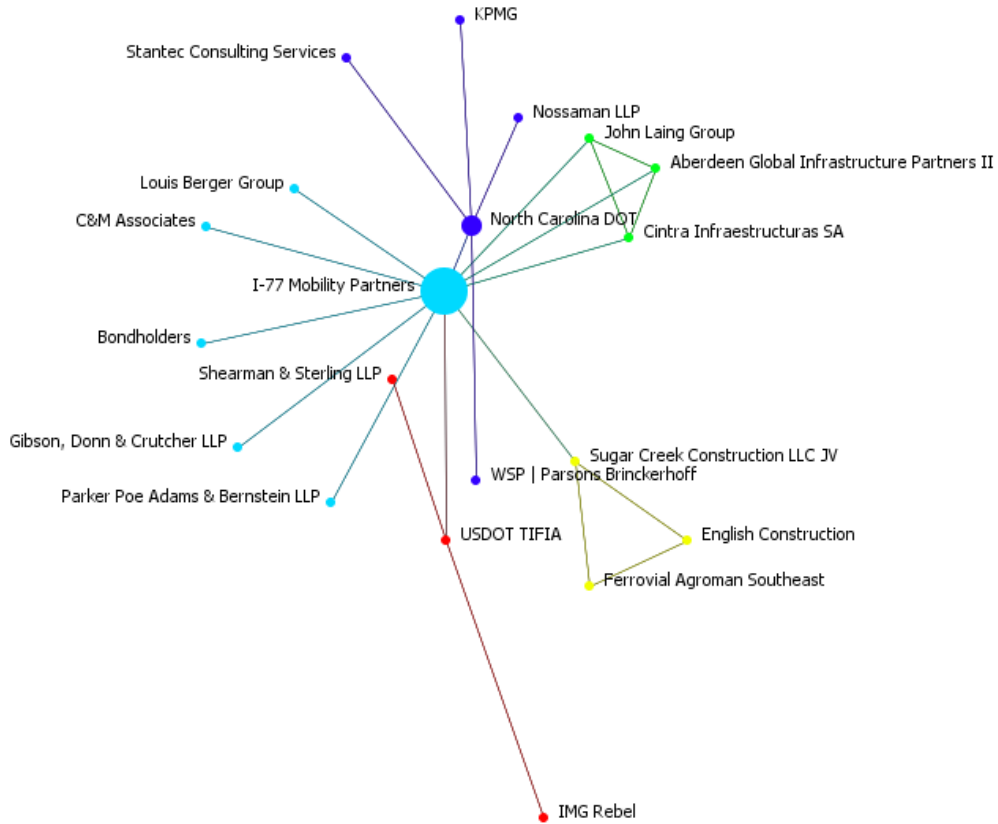 KPMG
Stantec Consulting Services
Nossaman LLP
John Laing Group
Aberdeen Global Infrastructure Partners II
Louis Berger Group
C&M Associates
North Carolina DOT
Cintra Infraestructuras SA
I-77 Mobility Partners
Bondholders
Shearman & Sterling LLP
Gibson, Donn & Crutcher LLP
Sugar Creek Construction LLC JV
WSP | Parsons Brinckerhoff
Parker Poe Adams & Bernstein LLP
USDOT TIFIA
English Construction
Ferrovial Agroman Southeast
IMG Rebel